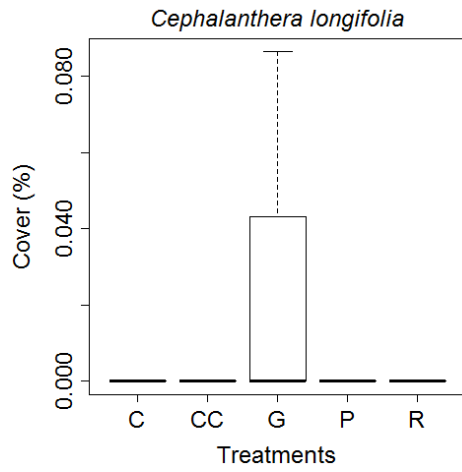 Cephalanthera longifolia
Cover (%)
0.080
0.040
0.000
C CC G P R
Treatments